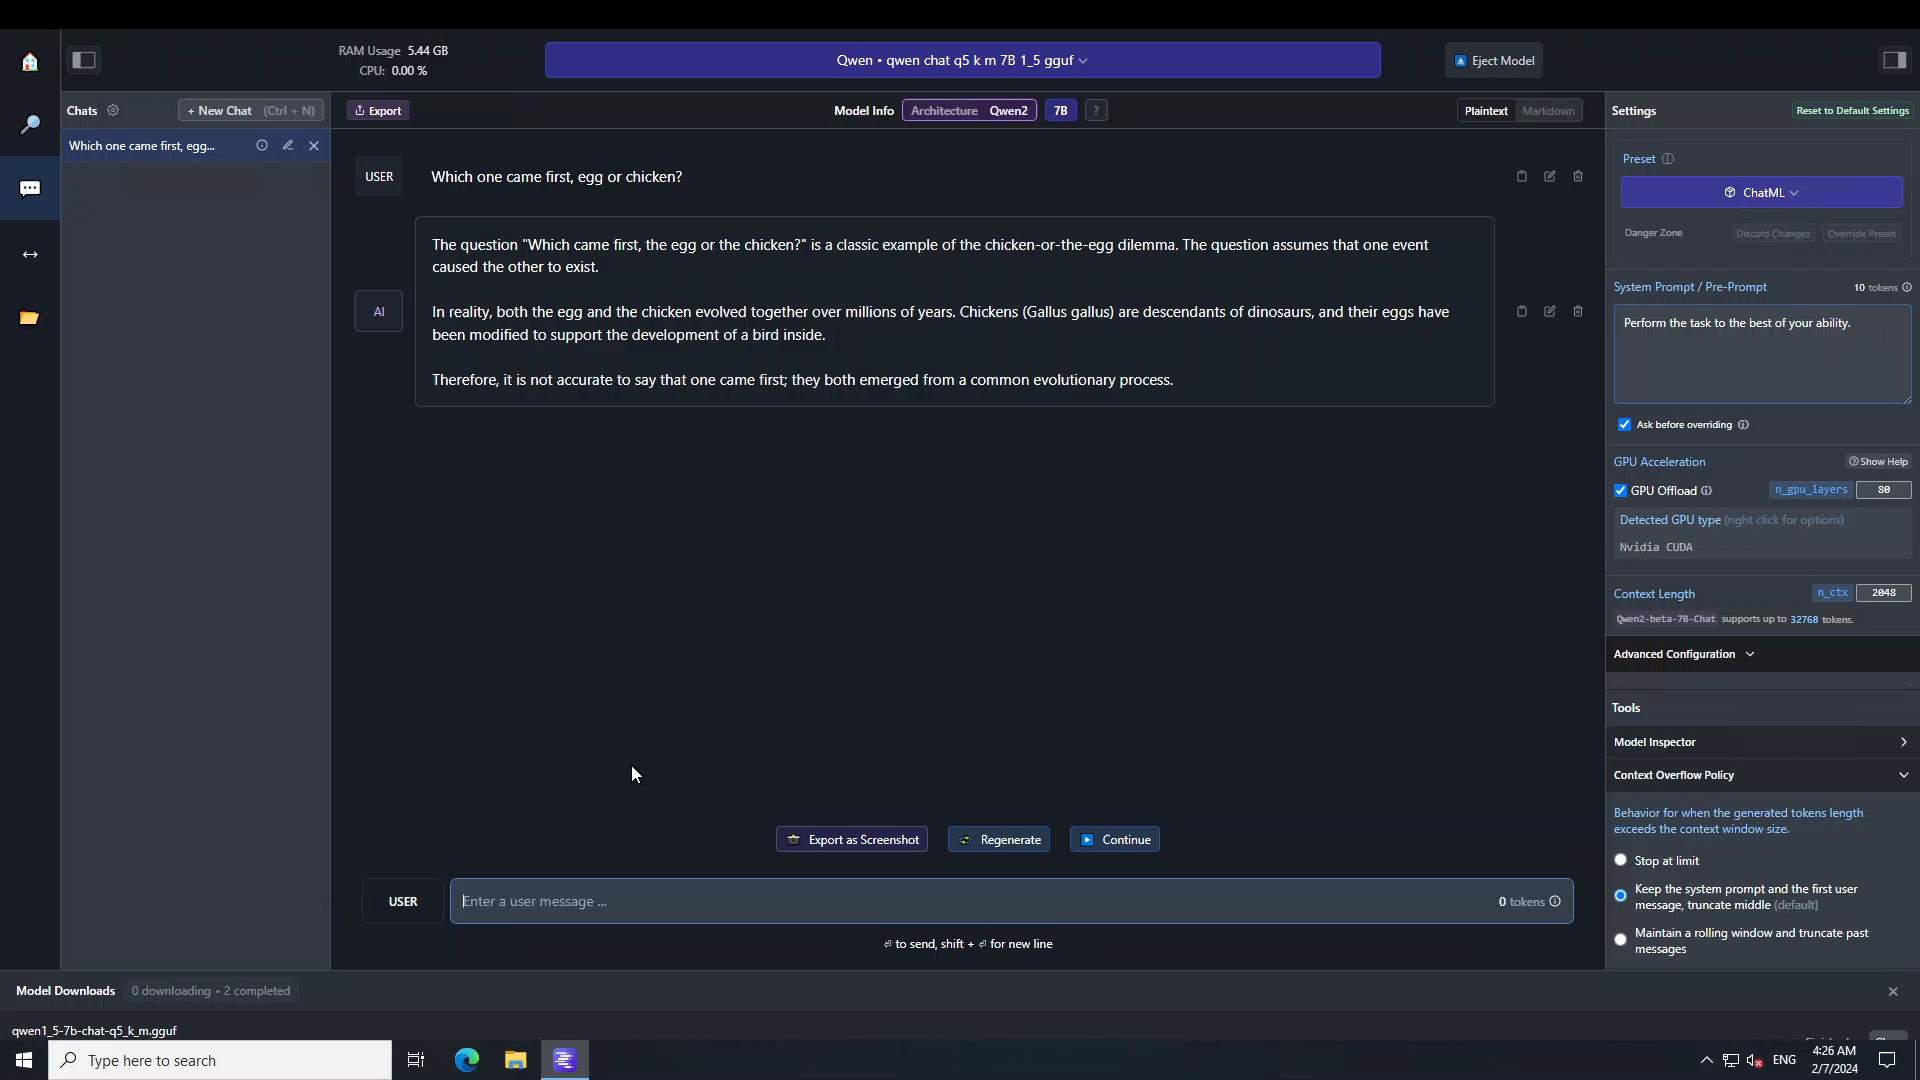 RAM Usage 5.44 GB
CPU: 0.00 %
Qwen • qwen chat q5 k m 7B 1_5 gguf
Eject Model
Chats
+ New Chat (Ctrl + N)
Export
Model Info
Architecture Qwen2
7B
?
Plaintext
Markdown
Settings
Reset to Default Settings
Which one came first, egg...
USER
Which one came first, egg or chicken?
The question "Which came first, the egg or the chicken?" is a classic example of the chicken-or-the-egg dilemma. The question assumes that one event
caused the other to exist.
AI
In reality, both the egg and the chicken evolved together over millions of years. Chickens (Gallus gallus) are descendants of dinosaurs, and their eggs have
been modified to support the development of a bird inside.
Therefore, it is not accurate to say that one came first; they both emerged from a common evolutionary process.
Export as Screenshot
Regenerate
Continue
USER
Enter a user message ...
0 tokens
⏎ to send, shift + ⏎ for new line
Preset
ChatML
Danger Zone
Discard Changes
Override Preset
System Prompt / Pre-Prompt
10 tokens
Perform the task to the best of your ability.
Ask before overriding
GPU Acceleration
Show Help
GPU Offload
n_gpu_layers
80
Detected GPU type (right click for options)
Nvidia CUDA
Context Length
n_ctx
2048
Qwen2-beta-7B-Chat supports up to 32768 tokens.
Advanced Configuration
Tools
Model Inspector
Context Overflow Policy
Behavior for when the generated tokens length
exceeds the context window size.
Stop at limit
Keep the system prompt and the first user
message, truncate middle (default)
Maintain a rolling window and truncate past
messages
Model Downloads
0 downloading • 2 completed
qwen1_5-7b-chat-q5_k_m.gguf
Type here to search
ENG
4:26 AM
2/7/2024